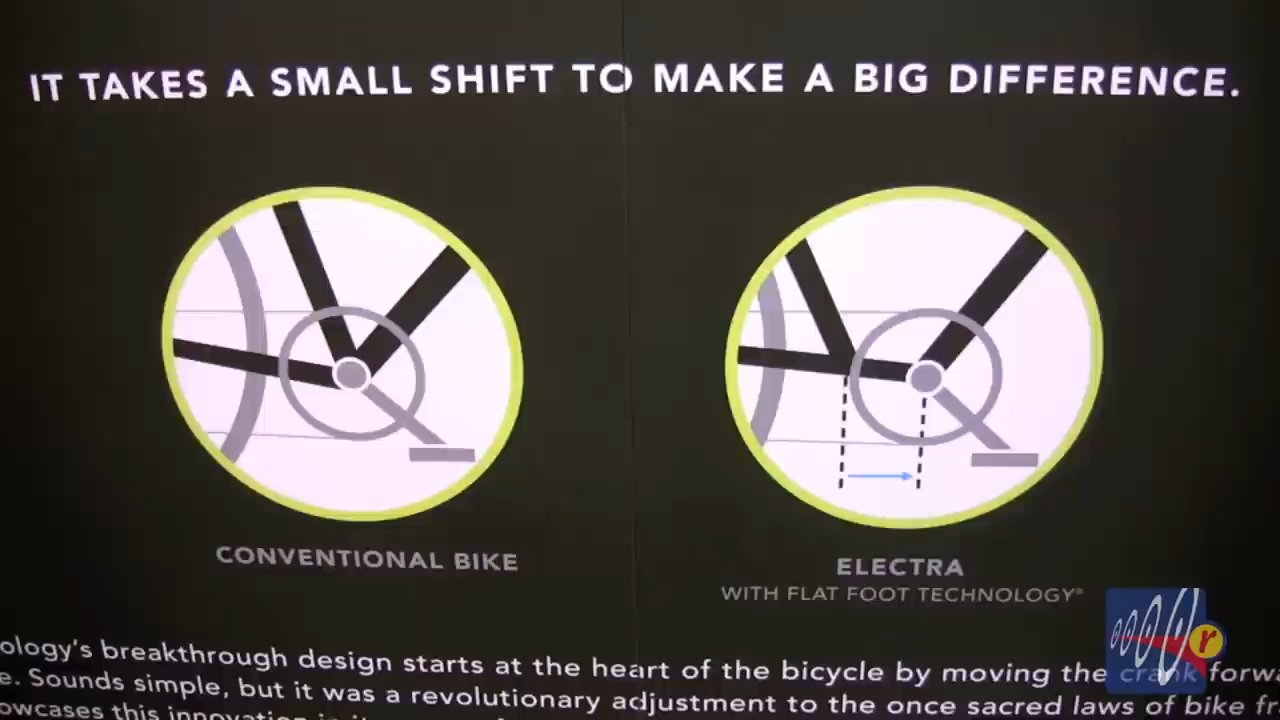 IT TAKES A SMALL SHIFT TO MAKE A BIG DIFFERENCE.
CONVENTIONAL BIKE
ELECTRA
WITH FLAT FOOT TECHNOLOGY®
ology's breakthrough design starts at the heart of the bicycle by moving the crank forwa
e. Sounds simple, but it was a revolutionary adjustment to the once sacred laws of bike fr
owcases this innovation
r